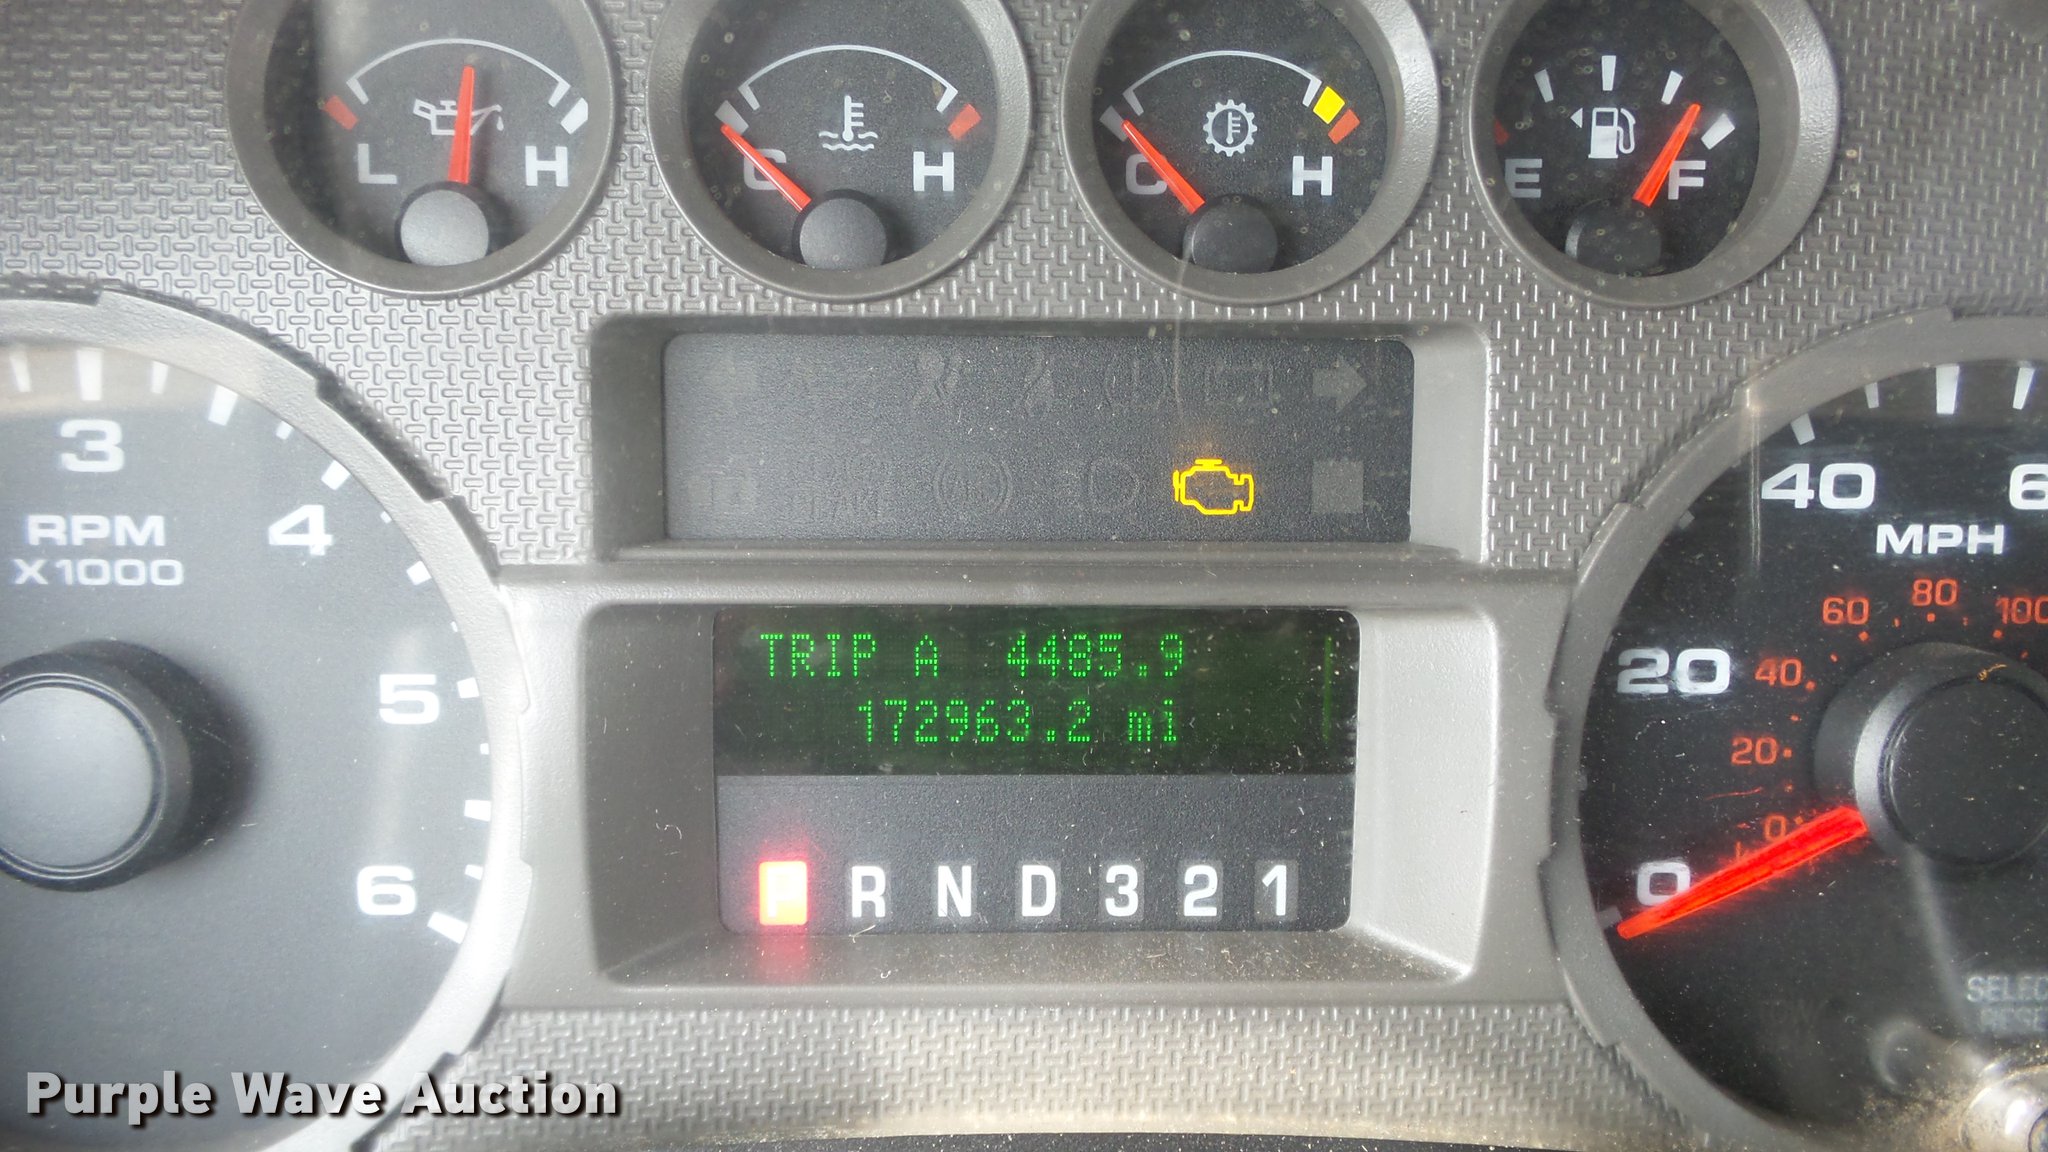 L H
C H
C H
E F
3
4
RPM
X1000
5
6
40
MPH
60 80 100
20 40
20
0
0
TRIP A 4485.9
172963.2 mi
P R N D 3 2 1
Purple Wave Auction